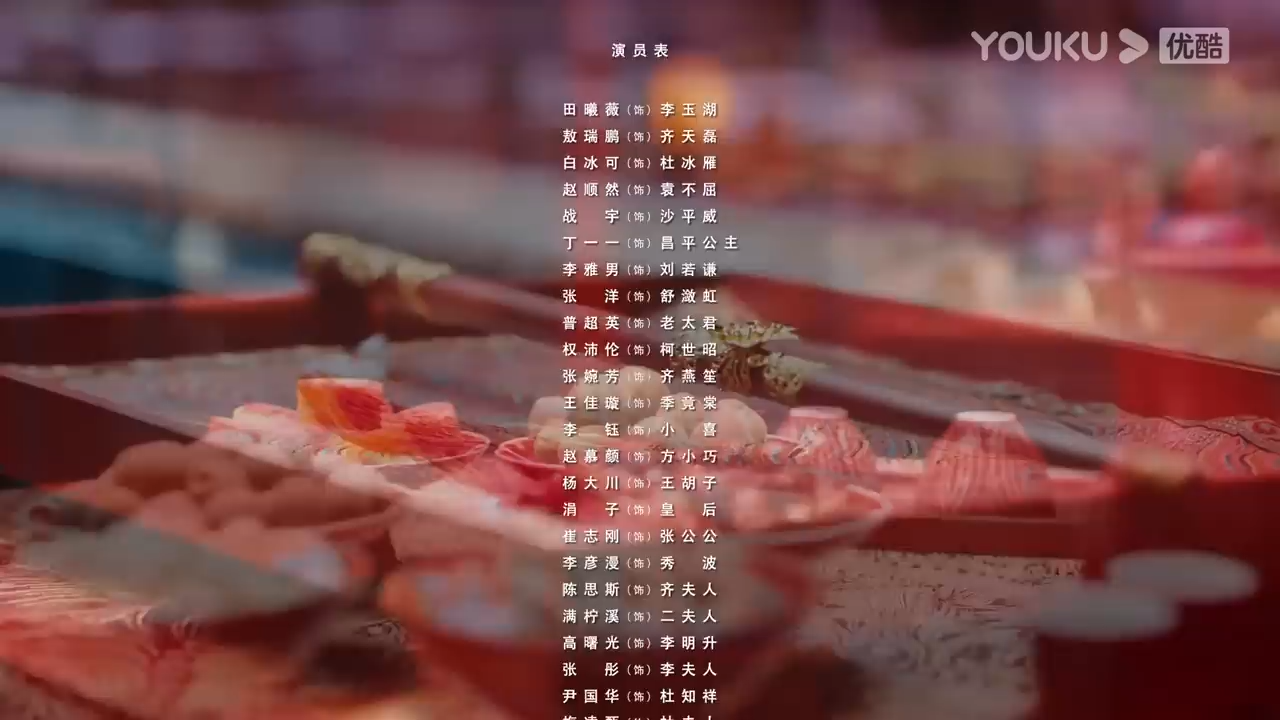 YOUKU 优酷
演员表
田曦薇（饰）李玉湖
敖瑞鹏（饰）齐天磊
白冰可（饰）杜冰雁
赵顺然（饰）袁不屈
战宇（饰）沙平威
丁一一（饰）昌平公主
李雅男（饰）刘若谦
张洋（饰）舒潋虹
普超英（饰）老太君
权沛伦（饰）柯世昭
张婉芳（饰）齐燕笙
王佳璇（饰）季竟棠
李钰（饰）小喜
赵慕颜（饰）方小巧
杨大川（饰）王胡子
涓子（饰）皇后
崔志刚（饰）张公公
李彦漫（饰）秀波
陈思斯（饰）齐夫人
满柠溪（饰）二夫人
高曙光（饰）李明升
张彤（饰）李夫人
尹国华（饰）杜知祥